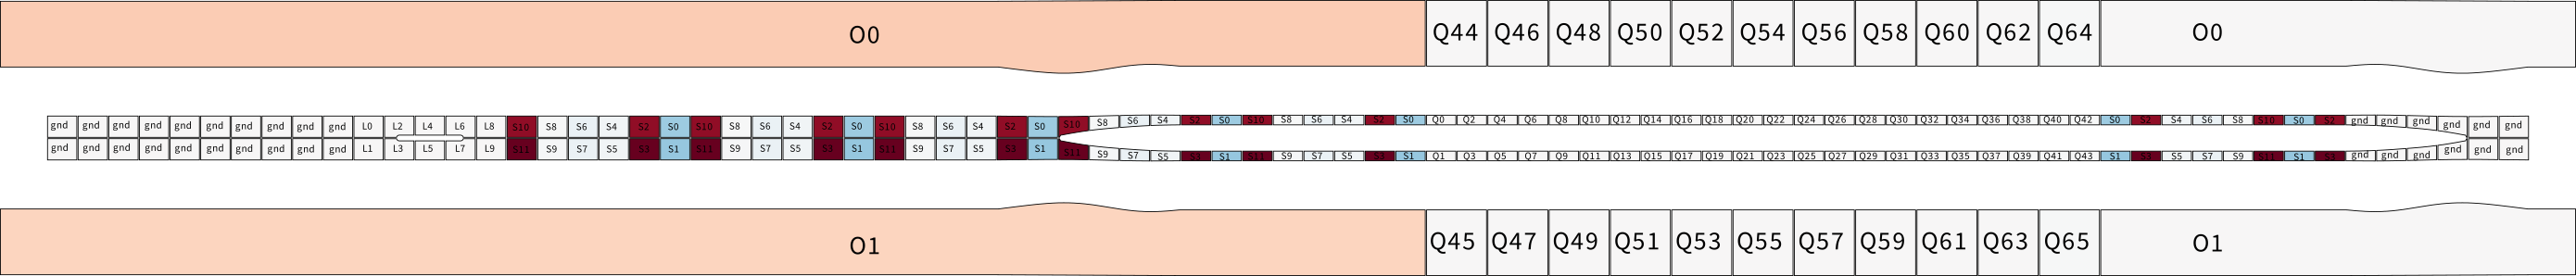 O0 Q44 Q46 Q48 Q50 Q52 Q54 Q56 Q58 Q60 Q62 Q64 O0
gnd gnd gnd gnd gnd gnd gnd gnd gnd gnd L0 L2 L4 L6 L8 S10 S8 S6 S4 S2 S0 S10 S8 S6 S4 S2 S0 S10 S8 S6 S4 S2 S0 S10 S8 S6 S4 S2 S0 S10 S8 S6 S4 S2 S0 Q0 Q2 Q4 Q6 Q8 Q10 Q12 Q14 Q16 Q18 Q20 Q22 Q24 Q26 Q28 Q30 Q32 Q34 Q36 Q38 Q40 Q42 S0 S2 S4 S6 S8 S10 S0 S2 gnd gnd gnd gnd gnd gnd
gnd gnd gnd gnd gnd gnd gnd gnd gnd gnd L1 L3 L5 L7 L9 S11 S9 S7 S5 S3 S1 S11 S9 S7 S5 S3 S1 S11 S9 S7 S5 S3 S1 S11 S9 S7 S5 S3 S1 S11 S9 S7 S5 S3 S1 Q1 Q3 Q5 Q7 Q9 Q11 Q13 Q15 Q17 Q19 Q21 Q23 Q25 Q27 Q29 Q31 Q33 Q35 Q37 Q39 Q41 Q43 S1 S3 S5 S7 S9 S11 S1 S3 gnd gnd gnd gnd gnd gnd
O1 Q45 Q47 Q49 Q51 Q53 Q55 Q57 Q59 Q61 Q63 Q65 O1